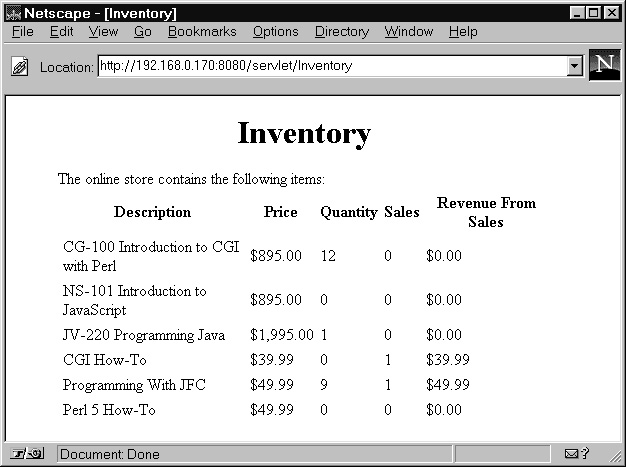 Netscape - [Inventory]
File Edit View Go Bookmarks Options Directory Window Help
Location: http://192.168.0.170:8080/servlet/Inventory
N
Inventory
The online store contains the following items:
Description Price Quantity Sales Revenue From Sales
CG-100 Introduction to CGI with Perl $895.00 12 0 $0.00
NS-101 Introduction to JavaScript $895.00 0 0 $0.00
JV-220 Programming Java $1,995.00 1 0 $0.00
CGI How-To $39.99 0 1 $39.99
Programming With JFC $49.99 9 1 $49.99
Perl 5 How-To $49.99 0 0 $0.00
Document: Done
?